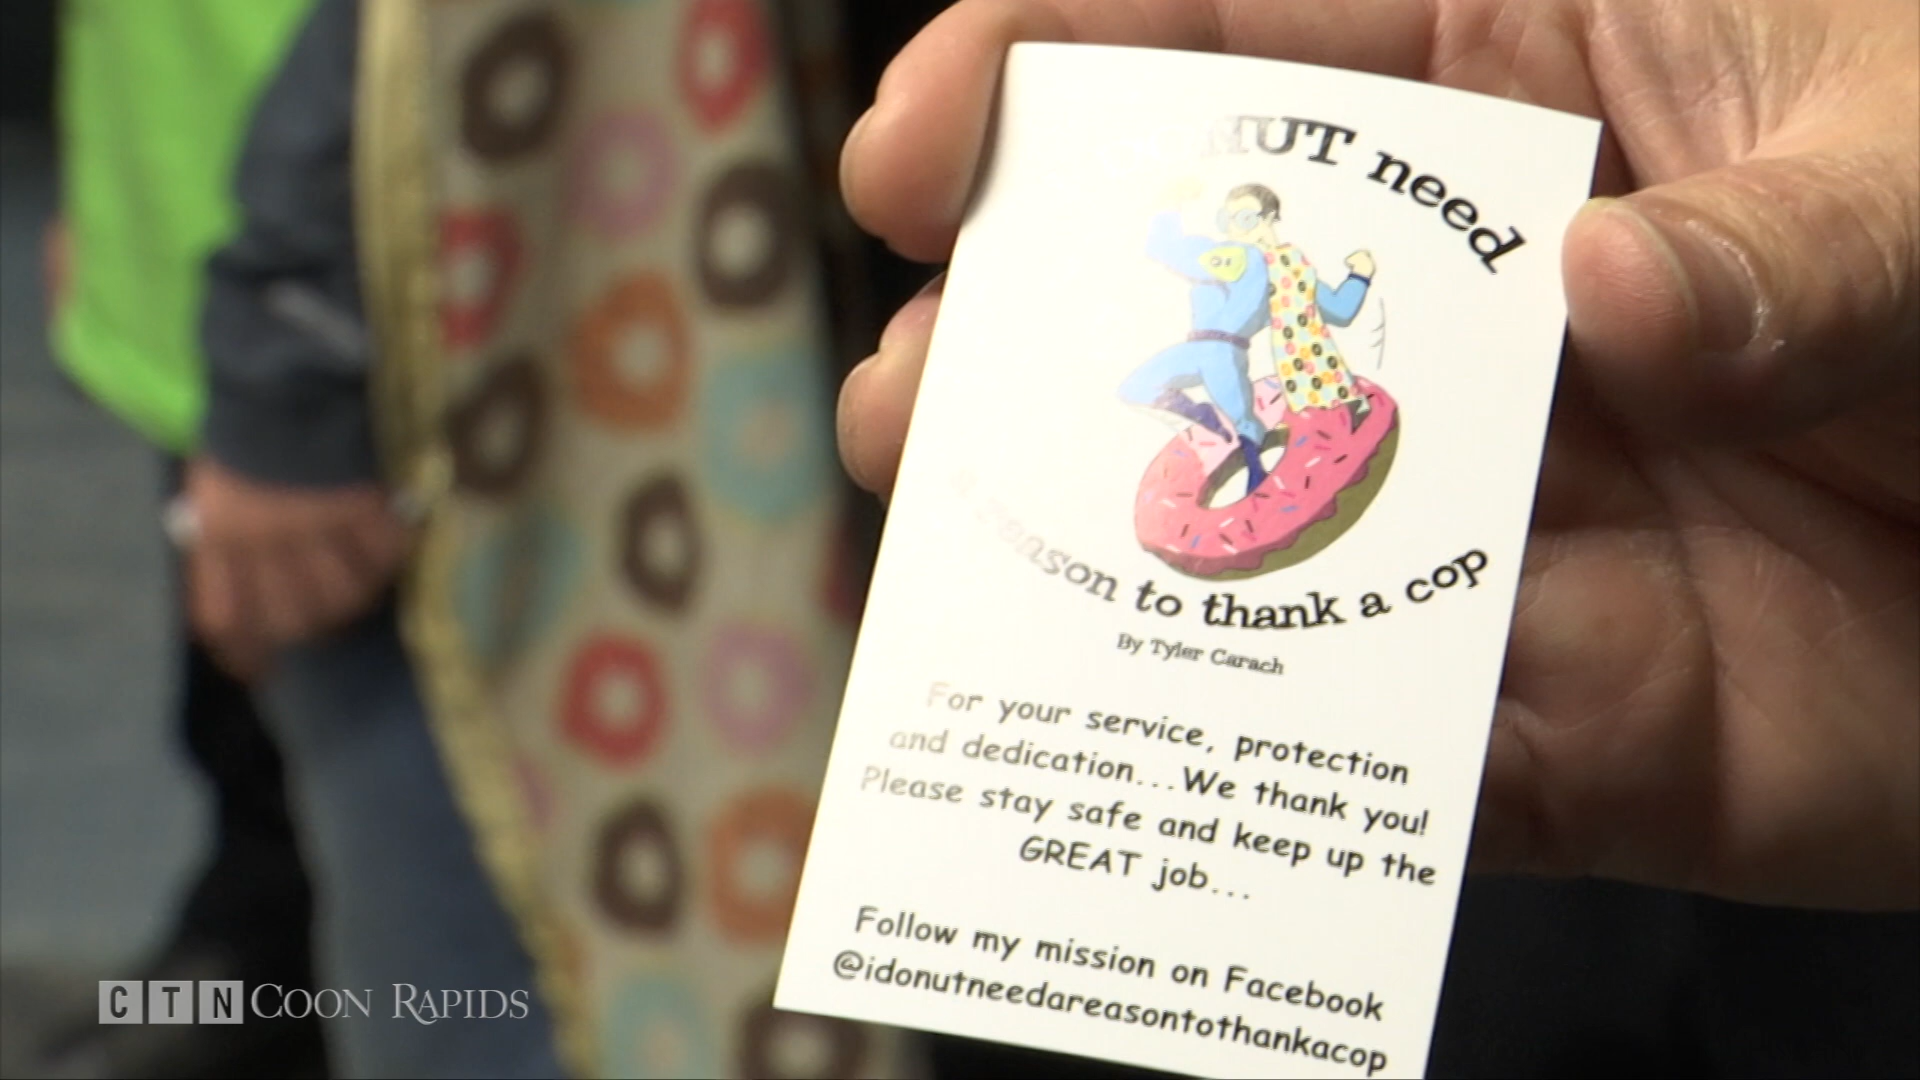 NUT need
a reason to thank a cop
By Tyler Carach
For your service, protection
and dedication...We thank you!
Please stay safe and keep up the
GREAT job...
Follow my mission on Facebook
@idonutneedareasontothankacop
CTN COON RAPIDS